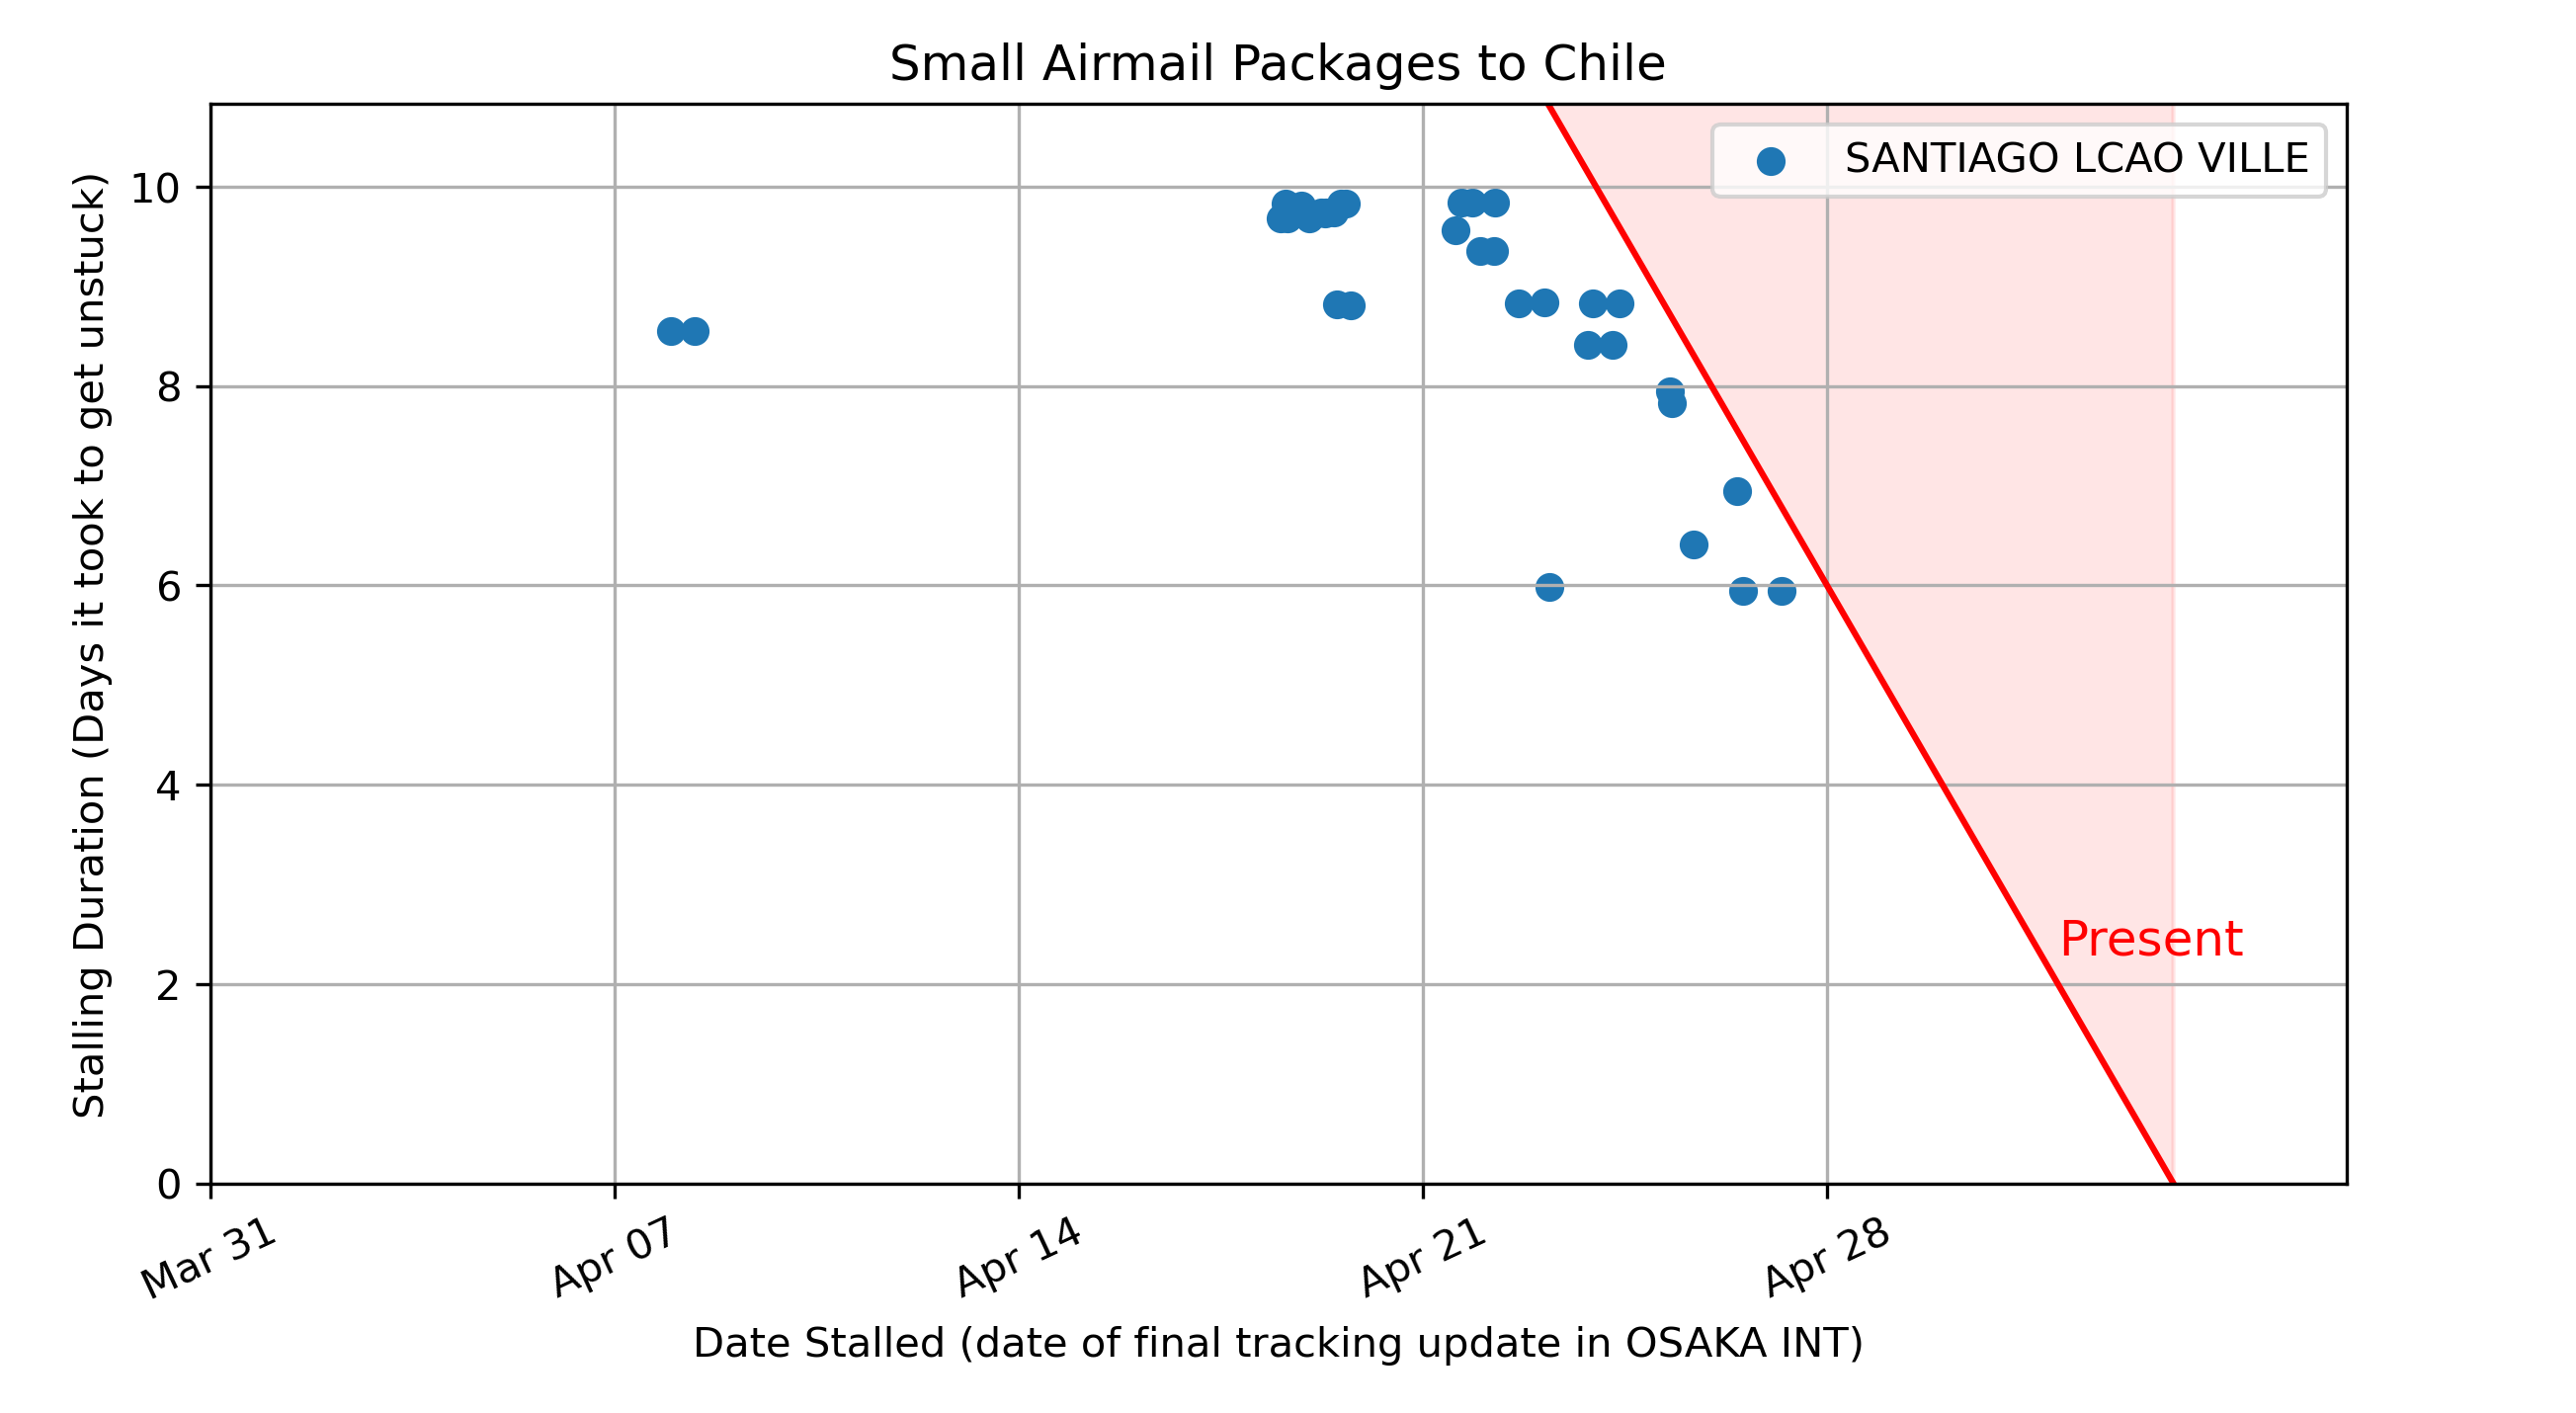 Small Airmail Packages to Chile
SANTIAGO LCAO VILLE
Stalling Duration (Days it took to get unstuck)
10
8
6
4
2
0
Present
Mar 31
Apr 07
Apr 14
Apr 21
Apr 28
Date Stalled (date of final tracking update in OSAKA INT)